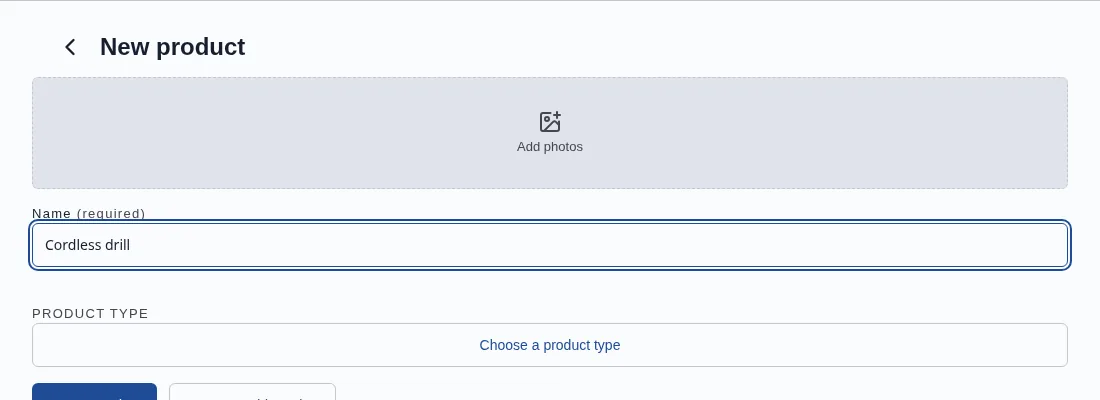 New product
Add photos
Name (required)
Cordless drill
PRODUCT TYPE
Choose a product type